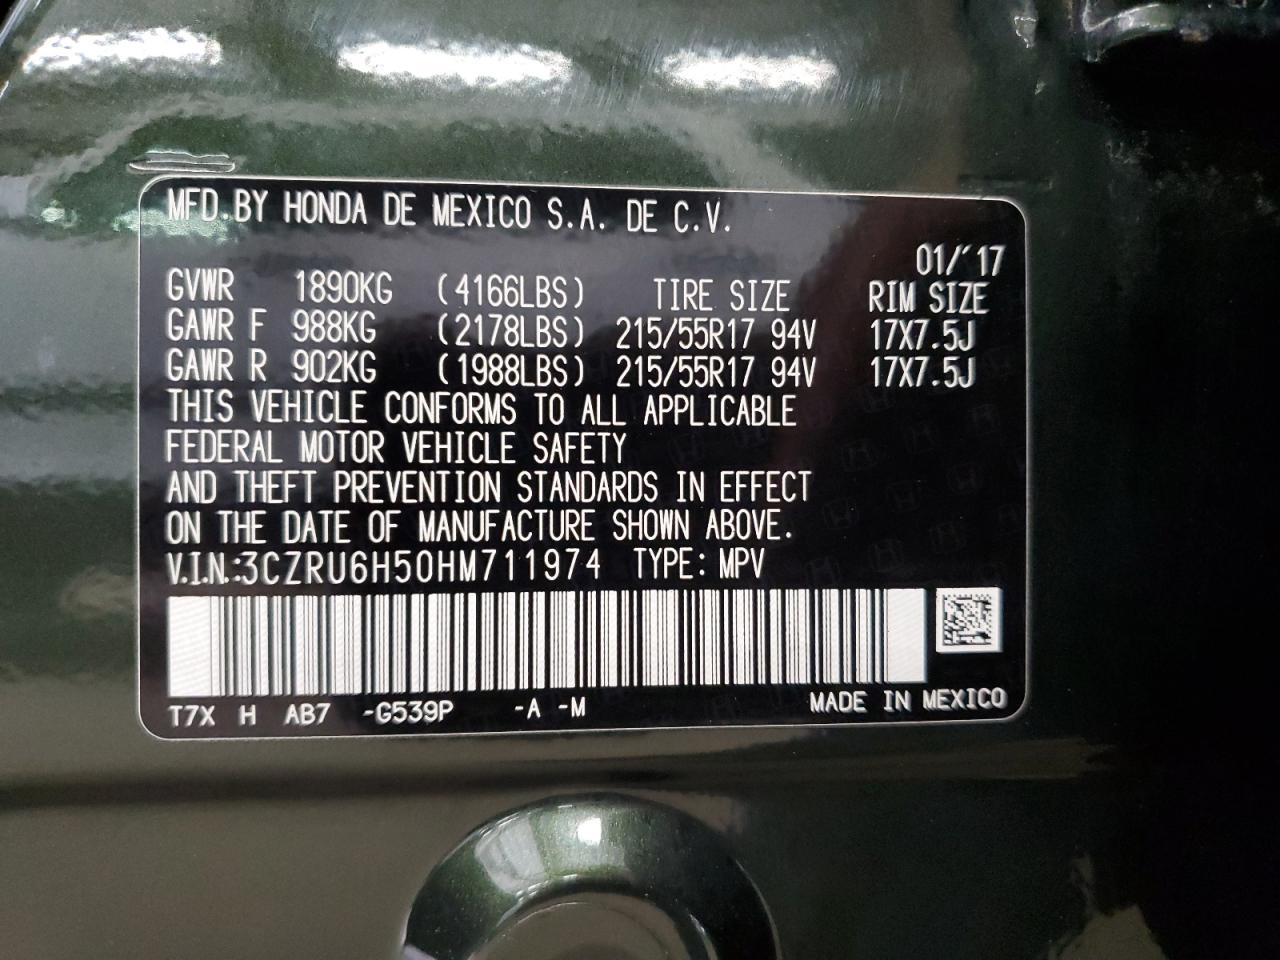 MFD.BY HONDA DE MEXICO S.A. DE C.V.
01/'17
GVWR 1890KG (4166LBS) TIRE SIZE RIM SIZE
GAWR F 988KG (2178LBS) 215/55R17 94V 17X7.5J
GAWR R 902KG (1988LBS) 215/55R17 94V 17X7.5J
THIS VEHICLE CONFORMS TO ALL APPLICABLE
FEDERAL MOTOR VEHICLE SAFETY
AND THEFT PREVENTION STANDARDS IN EFFECT
ON THE DATE OF MANUFACTURE SHOWN ABOVE.
V.I.N.:3CZRU6H50HM711974 TYPE: MPV
T7X H AB7 -G539P -A -M MADE IN MEXICO